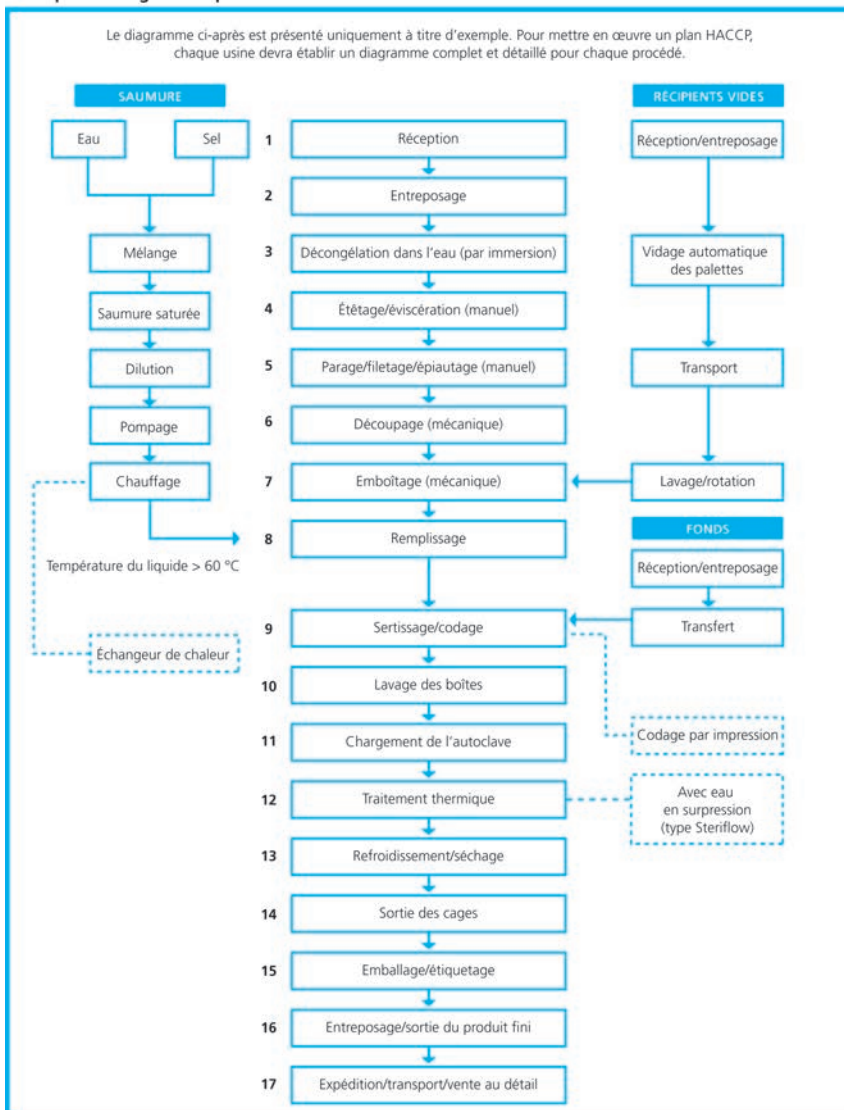 Le diagramme ci-après est présenté uniquement à titre d'exemple. Pour mettre en œuvre un plan HACCP,
chaque usine devra établir un diagramme complet et détaillé pour chaque procédé.
SAUMURE
RÉCIPIENTS VIDES
Eau
Sel
1
Réception
Réception/entreposage
2
Entreposage
Mélange
3
Décongélation dans l'eau (par immersion)
Vidage automatique
des palettes
Saumure saturée
4
Étêtage/éviscération (manuel)
Dilution
5
Parage/filetage/épiautage (manuel)
Transport
Pompage
6
Découpage (mécanique)
Chauffage
7
Emboîtage (mécanique)
Lavage/rotation
FONDS
8
Remplissage
Température du liquide > 60 °C
Réception/entreposage
9
Sertissage/codage
Transfert
Échangeur de chaleur
10
Lavage des boîtes
11
Chargement de l'autoclave
Codage par impression
12
Traitement thermique
Avec eau
en surpression
(type Steriflow)
13
Refroidissement/séchage
14
Sortie des cages
15
Emballage/étiquetage
16
Entreposage/sortie du produit fini
17
Expédition/transport/vente au détail